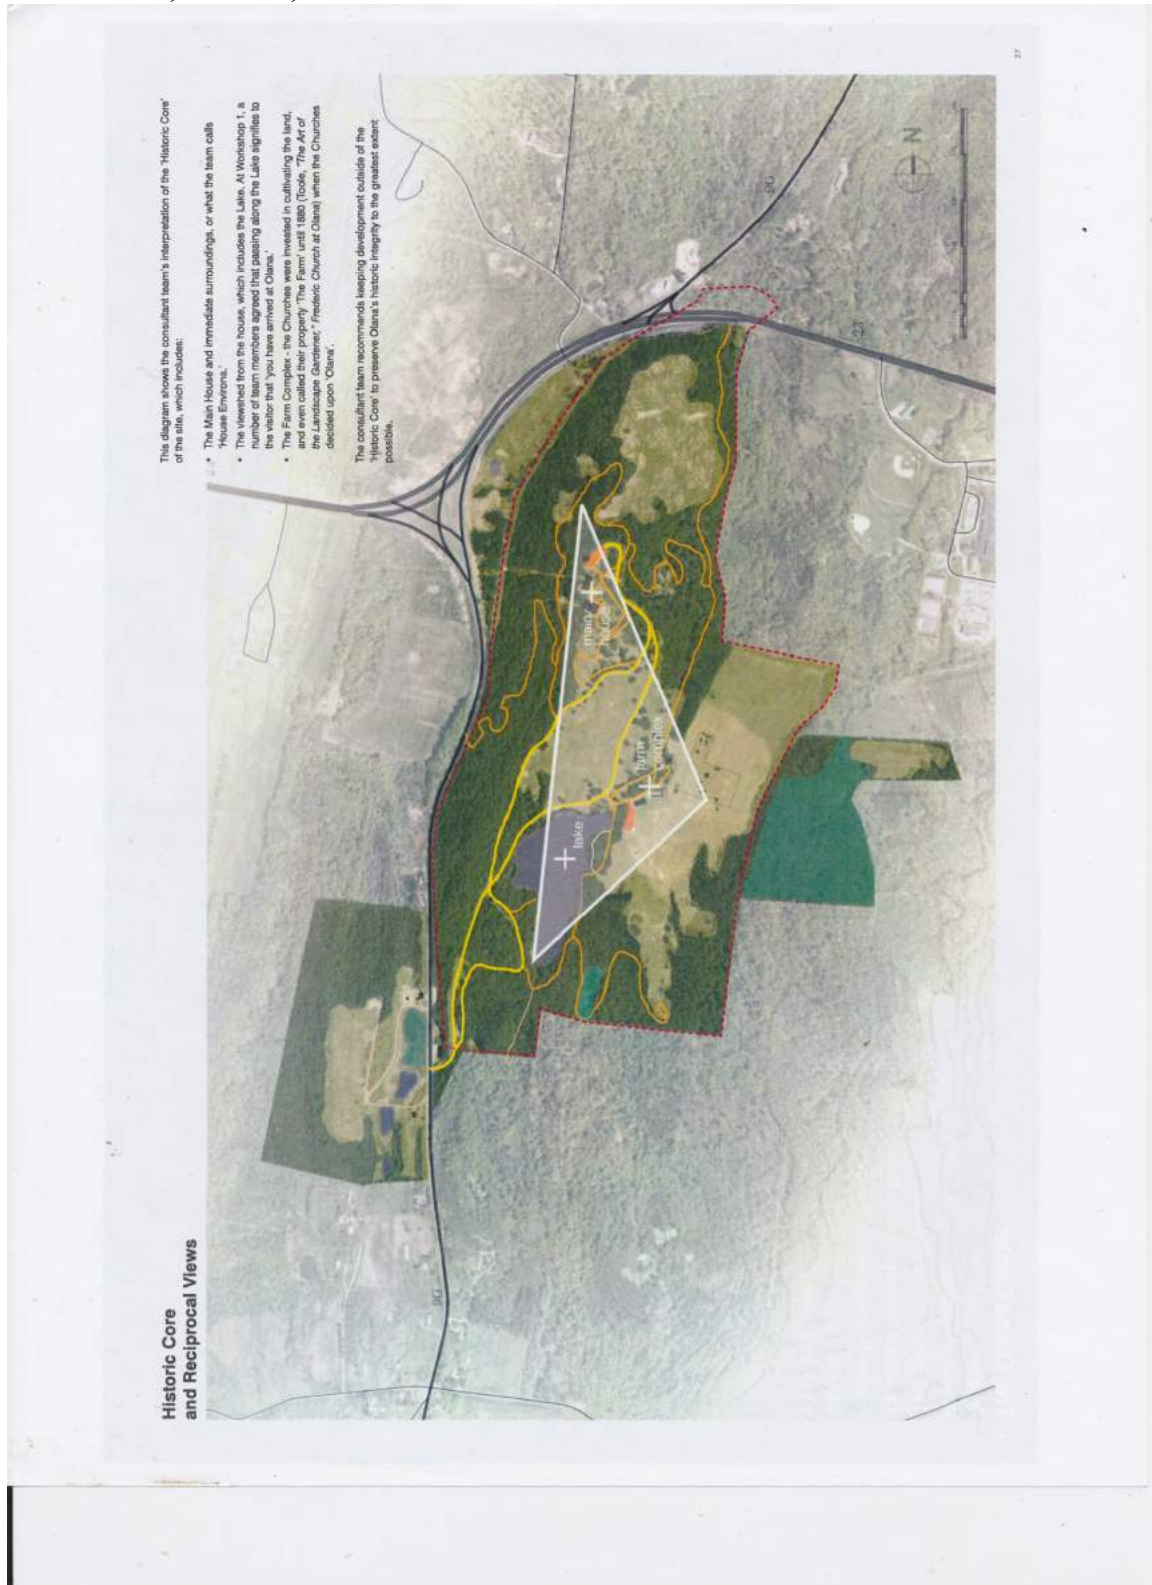 Historic Core
and Reciprocal Views
This diagram shows the consultant team's interpretation of the 'Historic Core'
of the site, which includes:
• The Main House and immediate surroundings, or what the team calls
'House Environs.'
• The viewshed from the house, which includes the Lake. At Workshop 1, a
number of team members agreed that passing along the Lake signifies to
the visitor that 'you have arrived at Olana.'
• The Farm Complex - the Churches were invested in cultivating the land,
and even called their property 'The Farm' until 1880 (Toole, "The Art of
the Landscape Gardener," Frederic Church at Olana) when the Churches
decided upon 'Olana'.
The consultant team recommends keeping development outside of the
'Historic Core' to preserve Olana's historic integrity to the greatest extent
possible.
9G
lake
farm
complex
main
house
9G
23
N
27